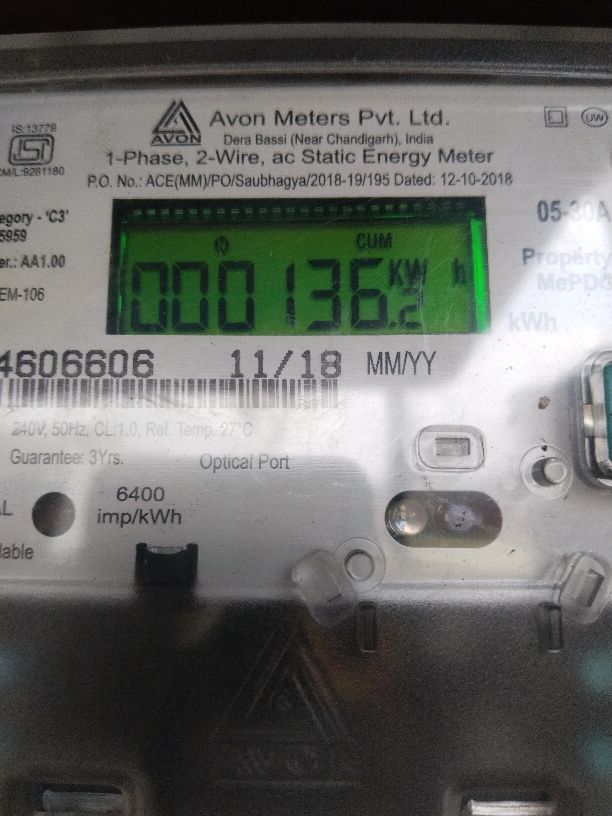 IS:13779
CM/L:9261180
AVON
Avon Meters Pvt. Ltd.
Dera Bassi (Near Chandigarh), India
1-Phase, 2-Wire, ac Static Energy Meter
P.O. No.: ACE(MM)/PO/Saubhagya/2018-19/195 Dated: 12-10-2018
UW
egory - 'C3'
5959
er.: AA1.00
EM-106
CUM
000136.2 KW h
05-30A
Property
MePDC
kWh
4606606 11/18 MM/YY
240V, 50Hz, CL:1.0, Ref. Temp. 27°C
Guarantee: 3Yrs.
Optical Port
AL
6400
imp/kWh
lable